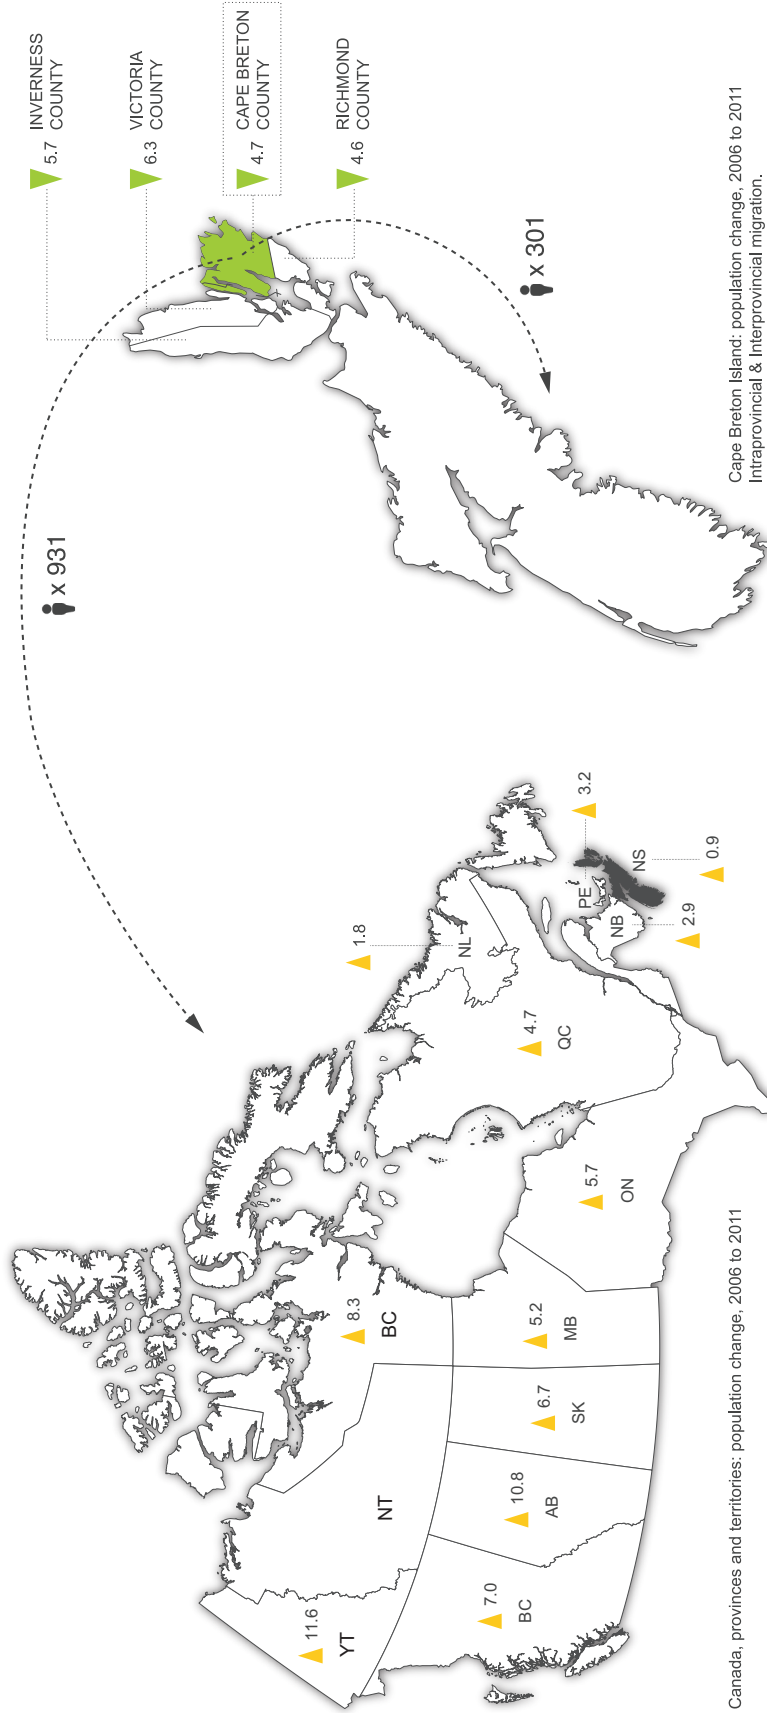 11.6
YT
NT
8.3
BC
7.0
BC
10.8
AB
6.7
SK
5.2
MB
5.7
ON
4.7
QC
1.8
NL
3.2
PE
NB
2.9
NS
0.9
Canada, provinces and territories: population change, 2006 to 2011
x 931
x 301
INVERNESS
COUNTY
5.7
VICTORIA
COUNTY
6.3
CAPE BRETON
COUNTY
4.7
RICHMOND
COUNTY
4.6
Cape Breton Island: population change, 2006 to 2011
Intraprovincial & Interprovincial migration.